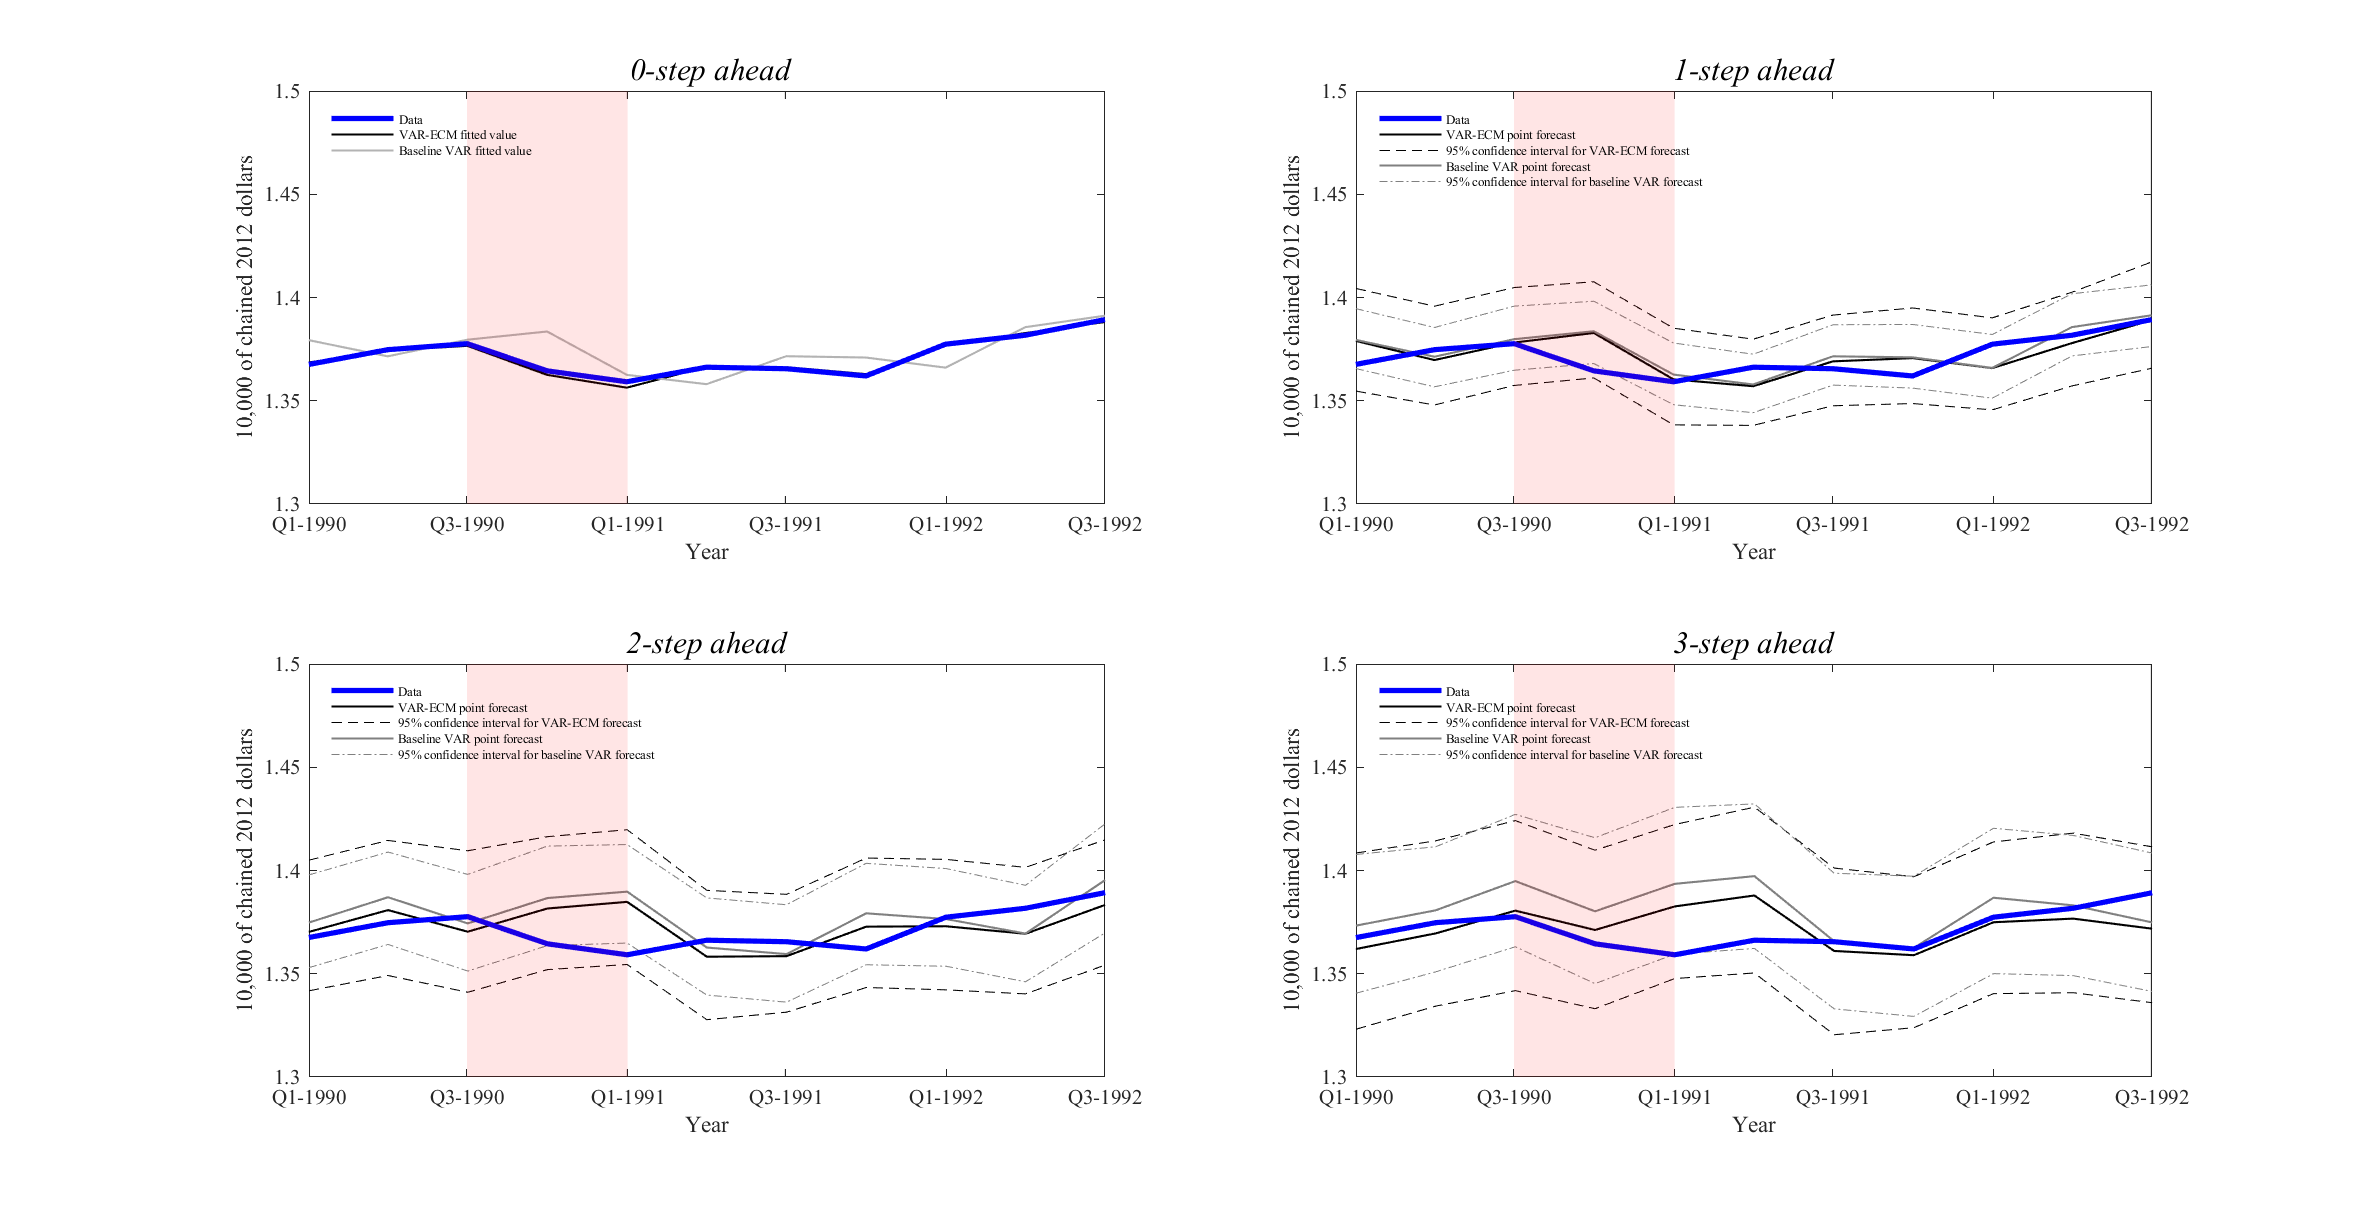 0-step ahead
1.5
1.45
1.4
1.35
1.3
10,000 of chained 2012 dollars
Data
VAR-ECM fitted value
Baseline VAR fitted value
Q1-1990 Q3-1990 Q1-1991 Q3-1991 Q1-1992 Q3-1992
Year
1-step ahead
1.5
1.45
1.4
1.35
1.3
10,000 of chained 2012 dollars
Data
VAR-ECM point forecast
95% confidence interval for VAR-ECM forecast
Baseline VAR point forecast
95% confidence interval for baseline VAR forecast
Q1-1990 Q3-1990 Q1-1991 Q3-1991 Q1-1992 Q3-1992
Year
2-step ahead
1.5
1.45
1.4
1.35
1.3
10,000 of chained 2012 dollars
Data
VAR-ECM point forecast
95% confidence interval for VAR-ECM forecast
Baseline VAR point forecast
95% confidence interval for baseline VAR forecast
Q1-1990 Q3-1990 Q1-1991 Q3-1991 Q1-1992 Q3-1992
Year
3-step ahead
1.5
1.45
1.4
1.35
1.3
10,000 of chained 2012 dollars
Data
VAR-ECM point forecast
95% confidence interval for VAR-ECM forecast
Baseline VAR point forecast
95% confidence interval for baseline VAR forecast
Q1-1990 Q3-1990 Q1-1991 Q3-1991 Q1-1992 Q3-1992
Year